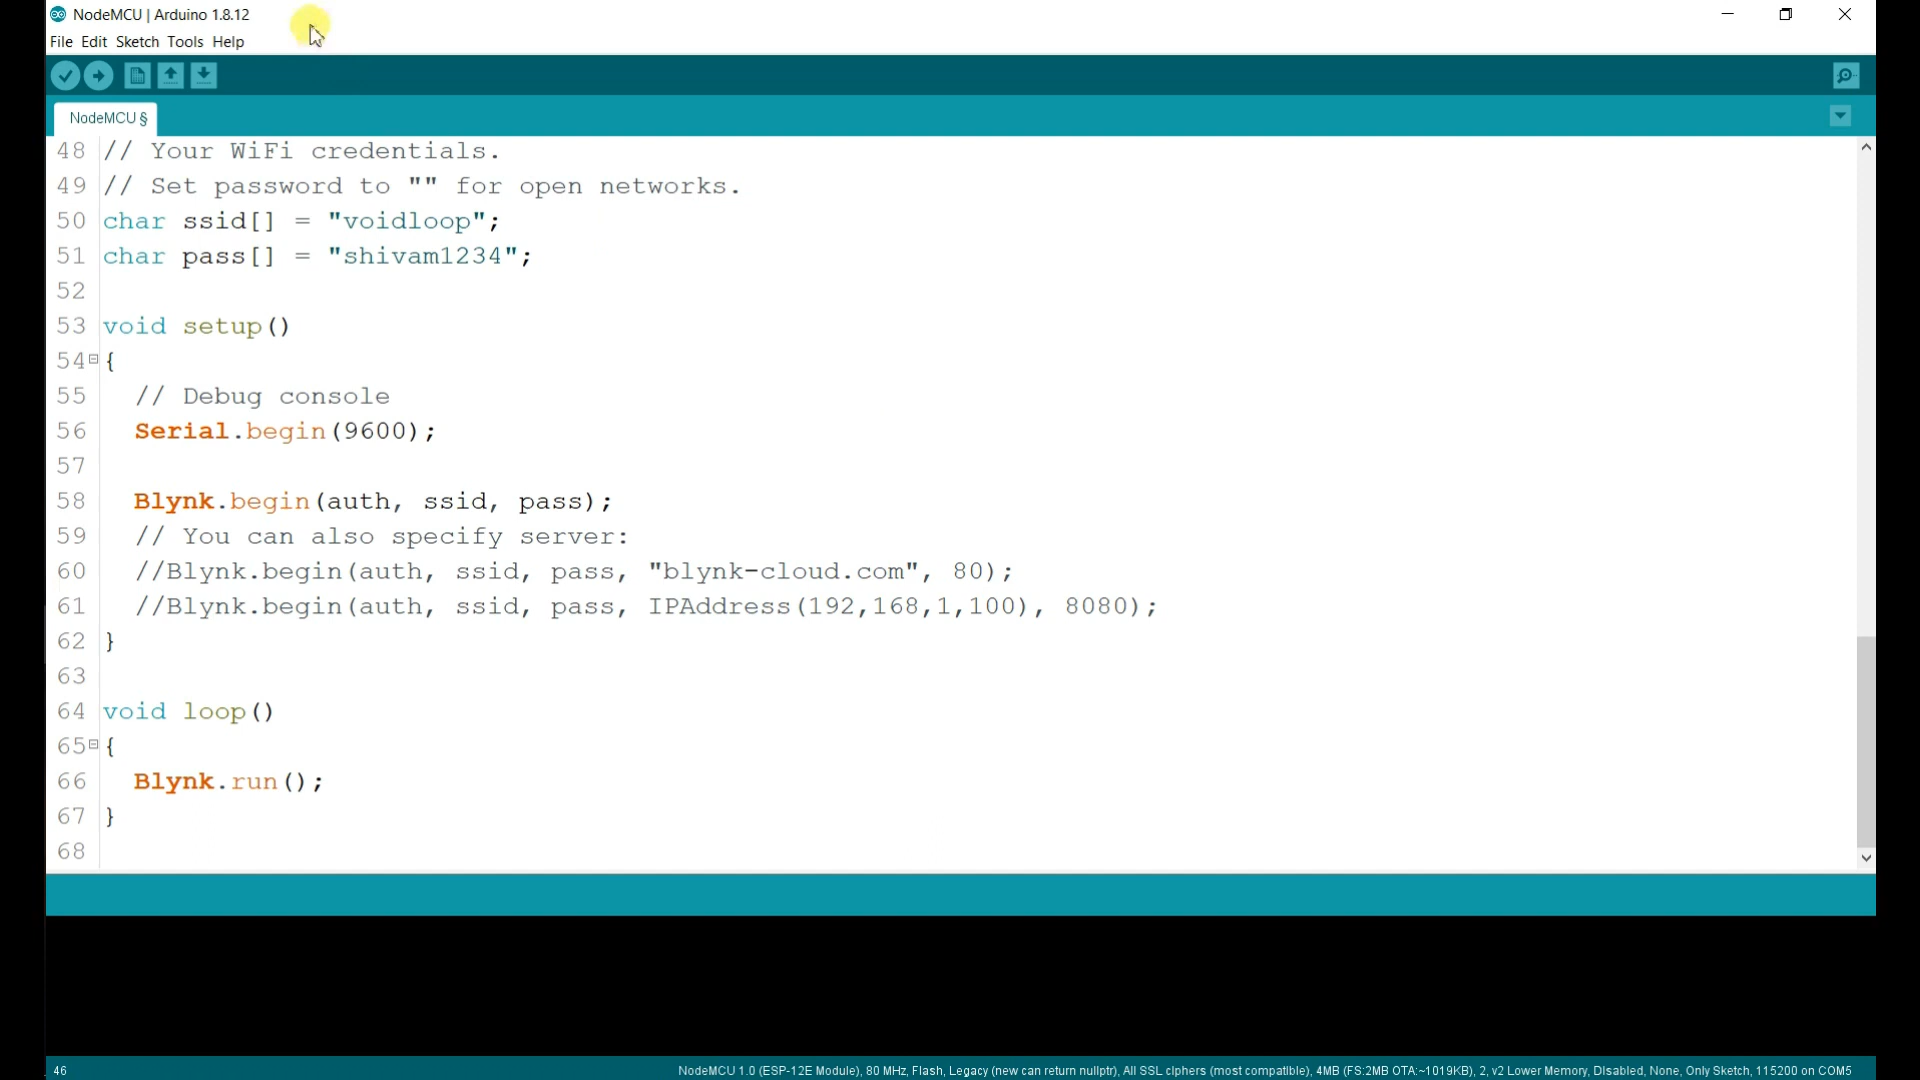 NodeMCU | Arduino 1.8.12
File Edit Sketch Tools Help
NodeMCU §
48 // Your WiFi credentials.
49 // Set password to "" for open networks.
50 char ssid[] = "voidloop";
51 char pass[] = "shivam1234";
52
53 void setup()
54 {
55 // Debug console
56 Serial.begin(9600);
57
58 Blynk.begin(auth, ssid, pass);
59 // You can also specify server:
60 //Blynk.begin(auth, ssid, pass, "blynk-cloud.com", 80);
61 //Blynk.begin(auth, ssid, pass, IPAddress(192,168,1,100), 8080);
62 }
63
64 void loop()
65 {
66 Blynk.run();
67 }
68
46 NodeMCU 1.0 (ESP-12E Module), 80 MHz, Flash, Legacy (new can return nullptr), All SSL ciphers (most compatible), 4MB (FS:2MB OTA:~1019KB), 2, v2 Lower Memory, Disabled, None, Only Sketch, 115200 on COM5